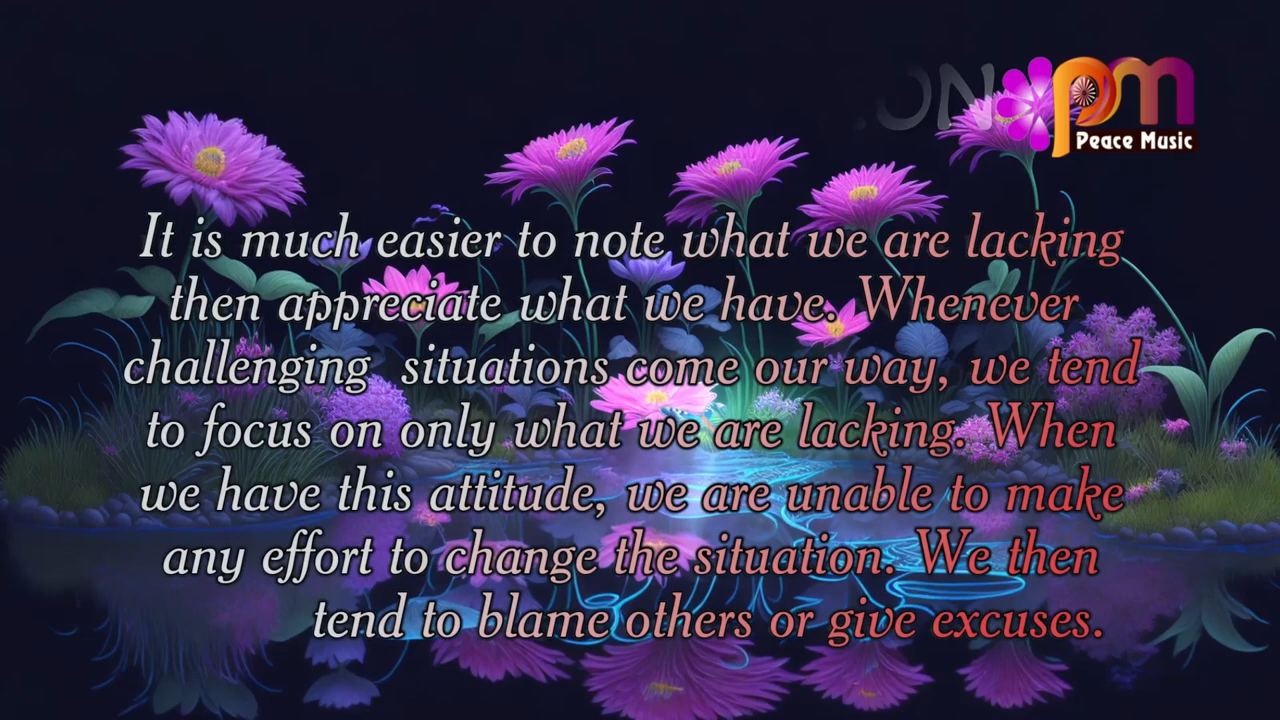 ON
pm
Peace Music
It is much easier to note what we are lacking
then appreciate what we have. Whenever
challenging situations come our way, we tend
to focus on only what we are lacking. When
we have this attitude, we are unable to make
any effort to change the situation. We then
tend to blame others or give excuses.